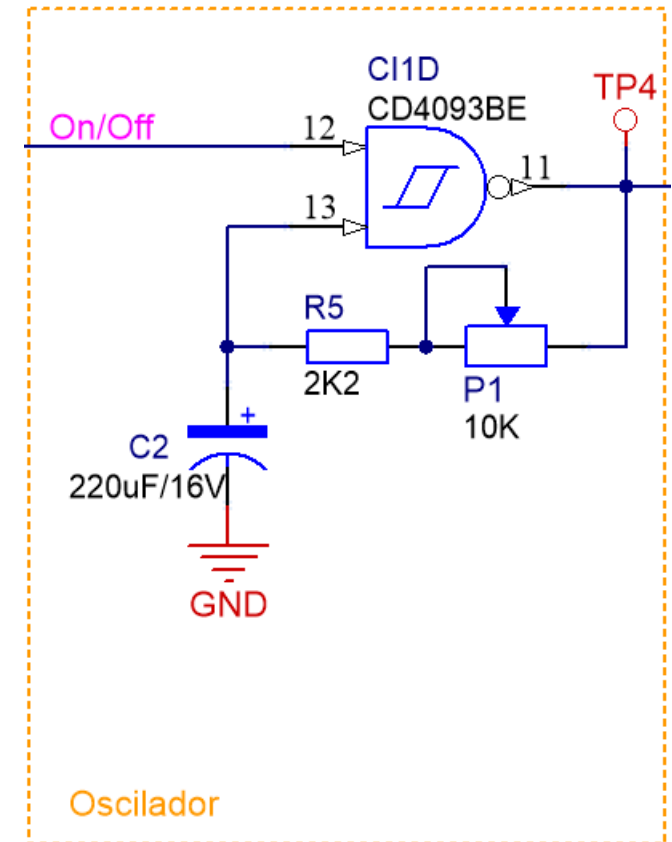 CI1D
CD4093BE
TP4
On/Off
12
11
13
R5
2K2
P1
10K
+
C2
220uF/16V
GND
Oscilador